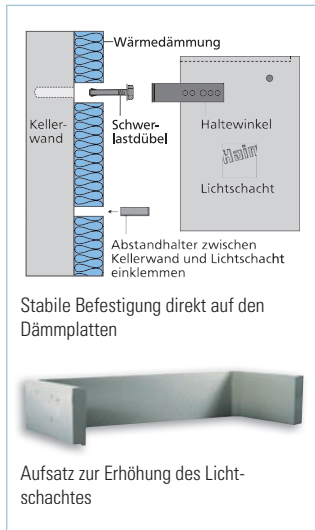 Wärmedämmung
Keller-
wand
Schwer-
lastdübel
Haltewinkel
Hain
Lichtschacht
Abstandhalter zwischen
Kellerwand und Lichtschacht
einklemmen
Stabile Befestigung direkt auf den
Dämmplatten
Aufsatz zur Erhöhung des Licht-
schachtes